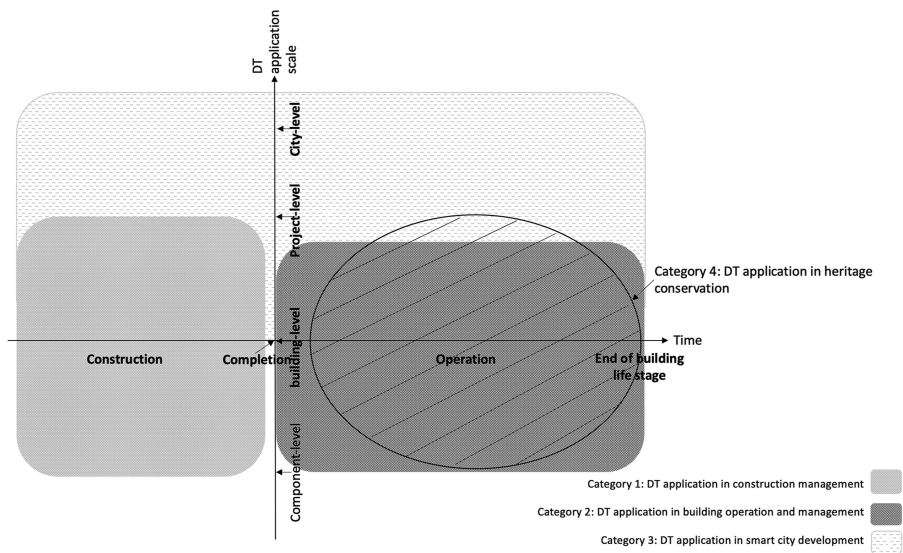 DT
application
scale
City-level
Project-level
building-level
Component-level
Category 4: DT application in heritage
conservation
Time
Construction
Completion
Operation
End of building
life stage
Category 1: DT application in construction management
Category 2: DT application in building operation and management
Category 3: DT application in smart city development